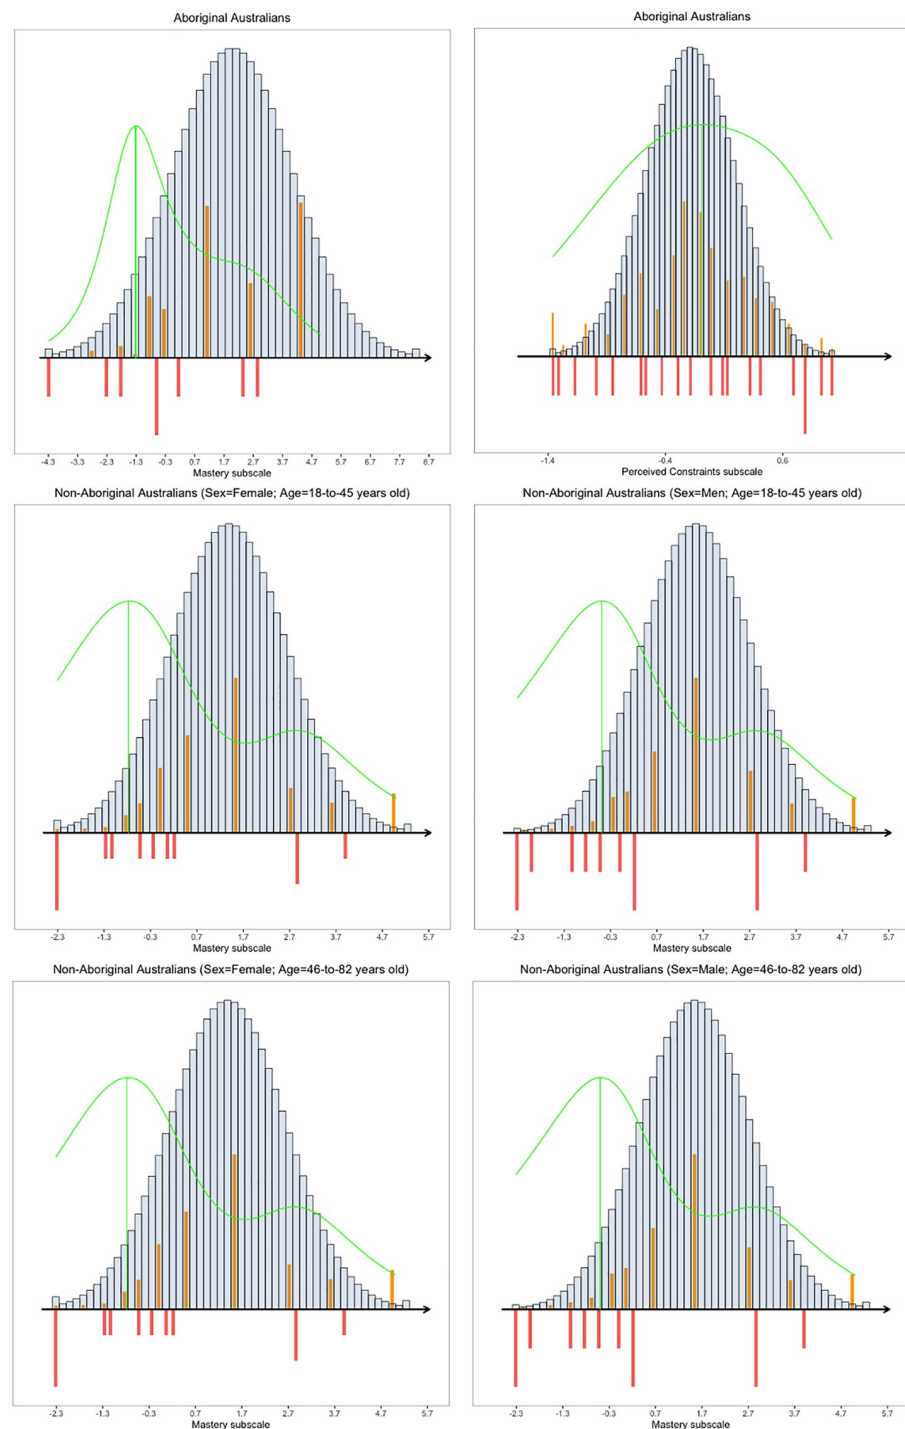 Aboriginal Australians
-4.3 -3.3 -2.3 -1.3 -0.3 0.7 1.7 2.7 3.7 4.7 5.7 6.7 7.7 8.7
Mastery subscale
Aboriginal Australians
-1.4 -0.4 0.6
Perceived Constraints subscale
Non-Aboriginal Australians (Sex=Female; Age=18-to-45 years old)
-2.3 -1.3 -0.3 0.7 1.7 2.7 3.7 4.7 5.7
Mastery subscale
Non-Aboriginal Australians (Sex=Men; Age=18-to-45 years old)
-2.3 -1.3 -0.3 0.7 1.7 2.7 3.7 4.7 5.7
Mastery subscale
Non-Aboriginal Australians (Sex=Female; Age=46-to-82 years old)
-2.3 -1.3 -0.3 0.7 1.7 2.7 3.7 4.7 5.7
Mastery subscale
Non-Aboriginal Australians (Sex=Male; Age=46-to-82 years old)
-2.3 -1.3 -0.3 0.7 1.7 2.7 3.7 4.7 5.7
Mastery subscale